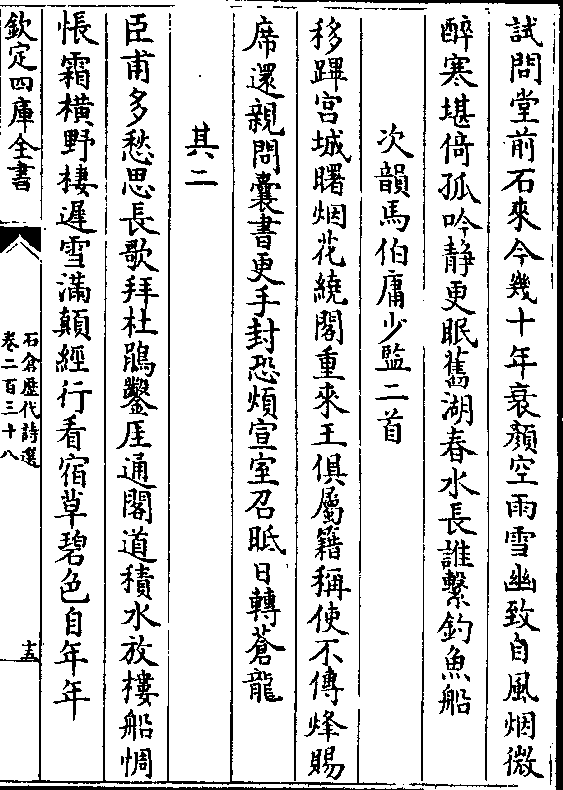 試問堂前石來今幾十年衰顔空雨雪幽致自風烟微
醉寒堪倚孤吟静更眠舊湖春水長誰繫釣魚船
次韻馬伯庸少監二首
移蹕宫城曙烟花繞閣重來王俱屬籍稱使不傳烽賜
席還親問囊書更手封恐煩宣室召眡日轉蒼龍
其二
臣甫多愁思長歌拜杜鵑鑿厓通閣道積水放樓船惆
悵霜橫野棲遲雪滿顛經行看宿草碧色自年年
欽定四庫全書
石倉歷代詩選
卷二百三十八
十五